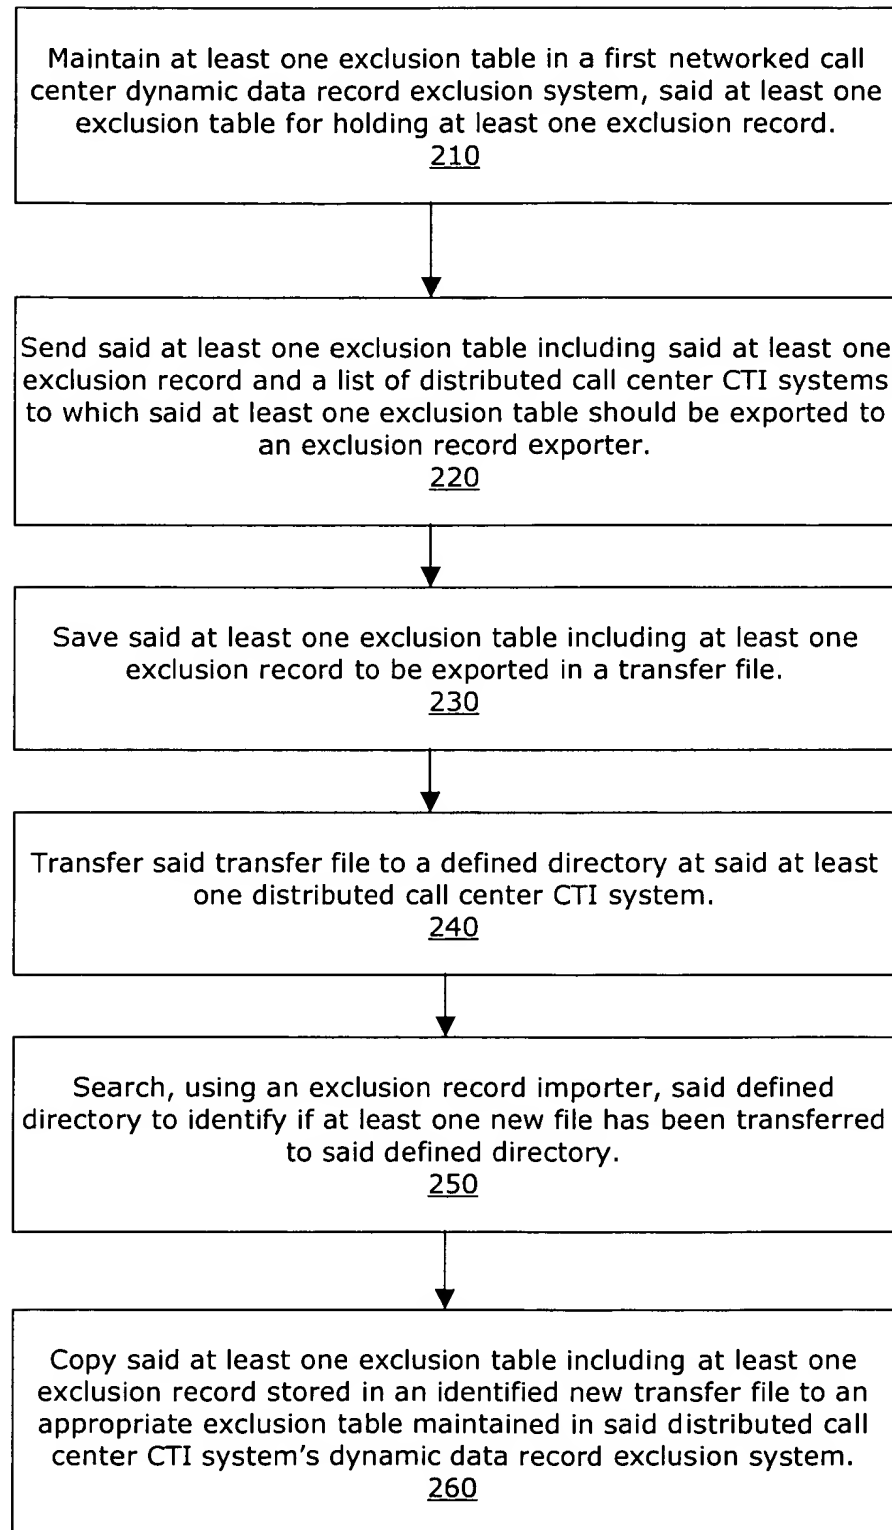 Maintain at least one exclusion table in a first networked call
center dynamic data record exclusion system, said at least one
exclusion table for holding at least one exclusion record.
210
Send said at least one exclusion table including said at least one
exclusion record and a list of distributed call center CTI systems
to which said at least one exclusion table should be exported to
an exclusion record exporter.
220
Save said at least one exclusion table including at least one
exclusion record to be exported in a transfer file.
230
Transfer said transfer file to a defined directory at said at least
one distributed call center CTI system.
240
Search, using an exclusion record importer, said defined
directory to identify if at least one new file has been transferred
to said defined directory.
250
Copy said at least one exclusion table including at least one
exclusion record stored in an identified new transfer file to an
appropriate exclusion table maintained in said distributed call
center CTI system's dynamic data record exclusion system.
260